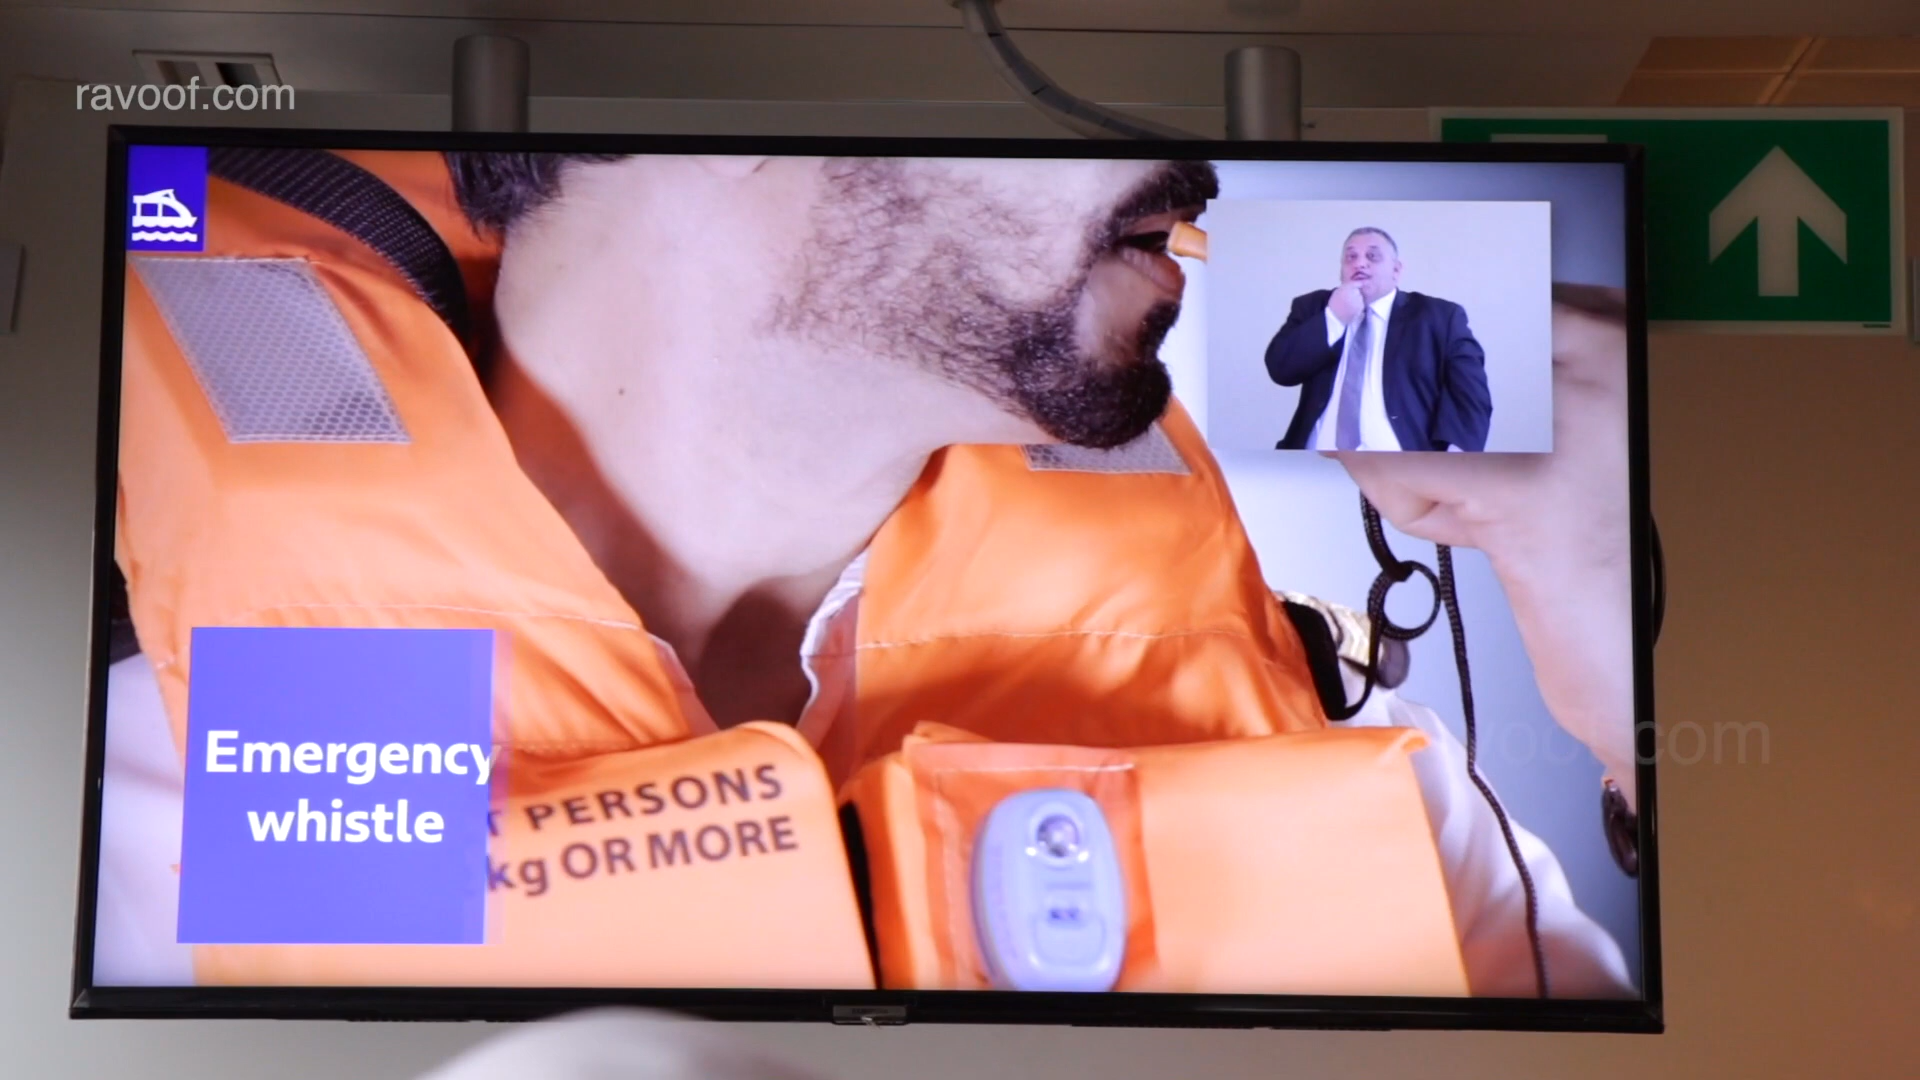 ravoof.com
Emergency
whistle
PERSONS
kg OR MORE